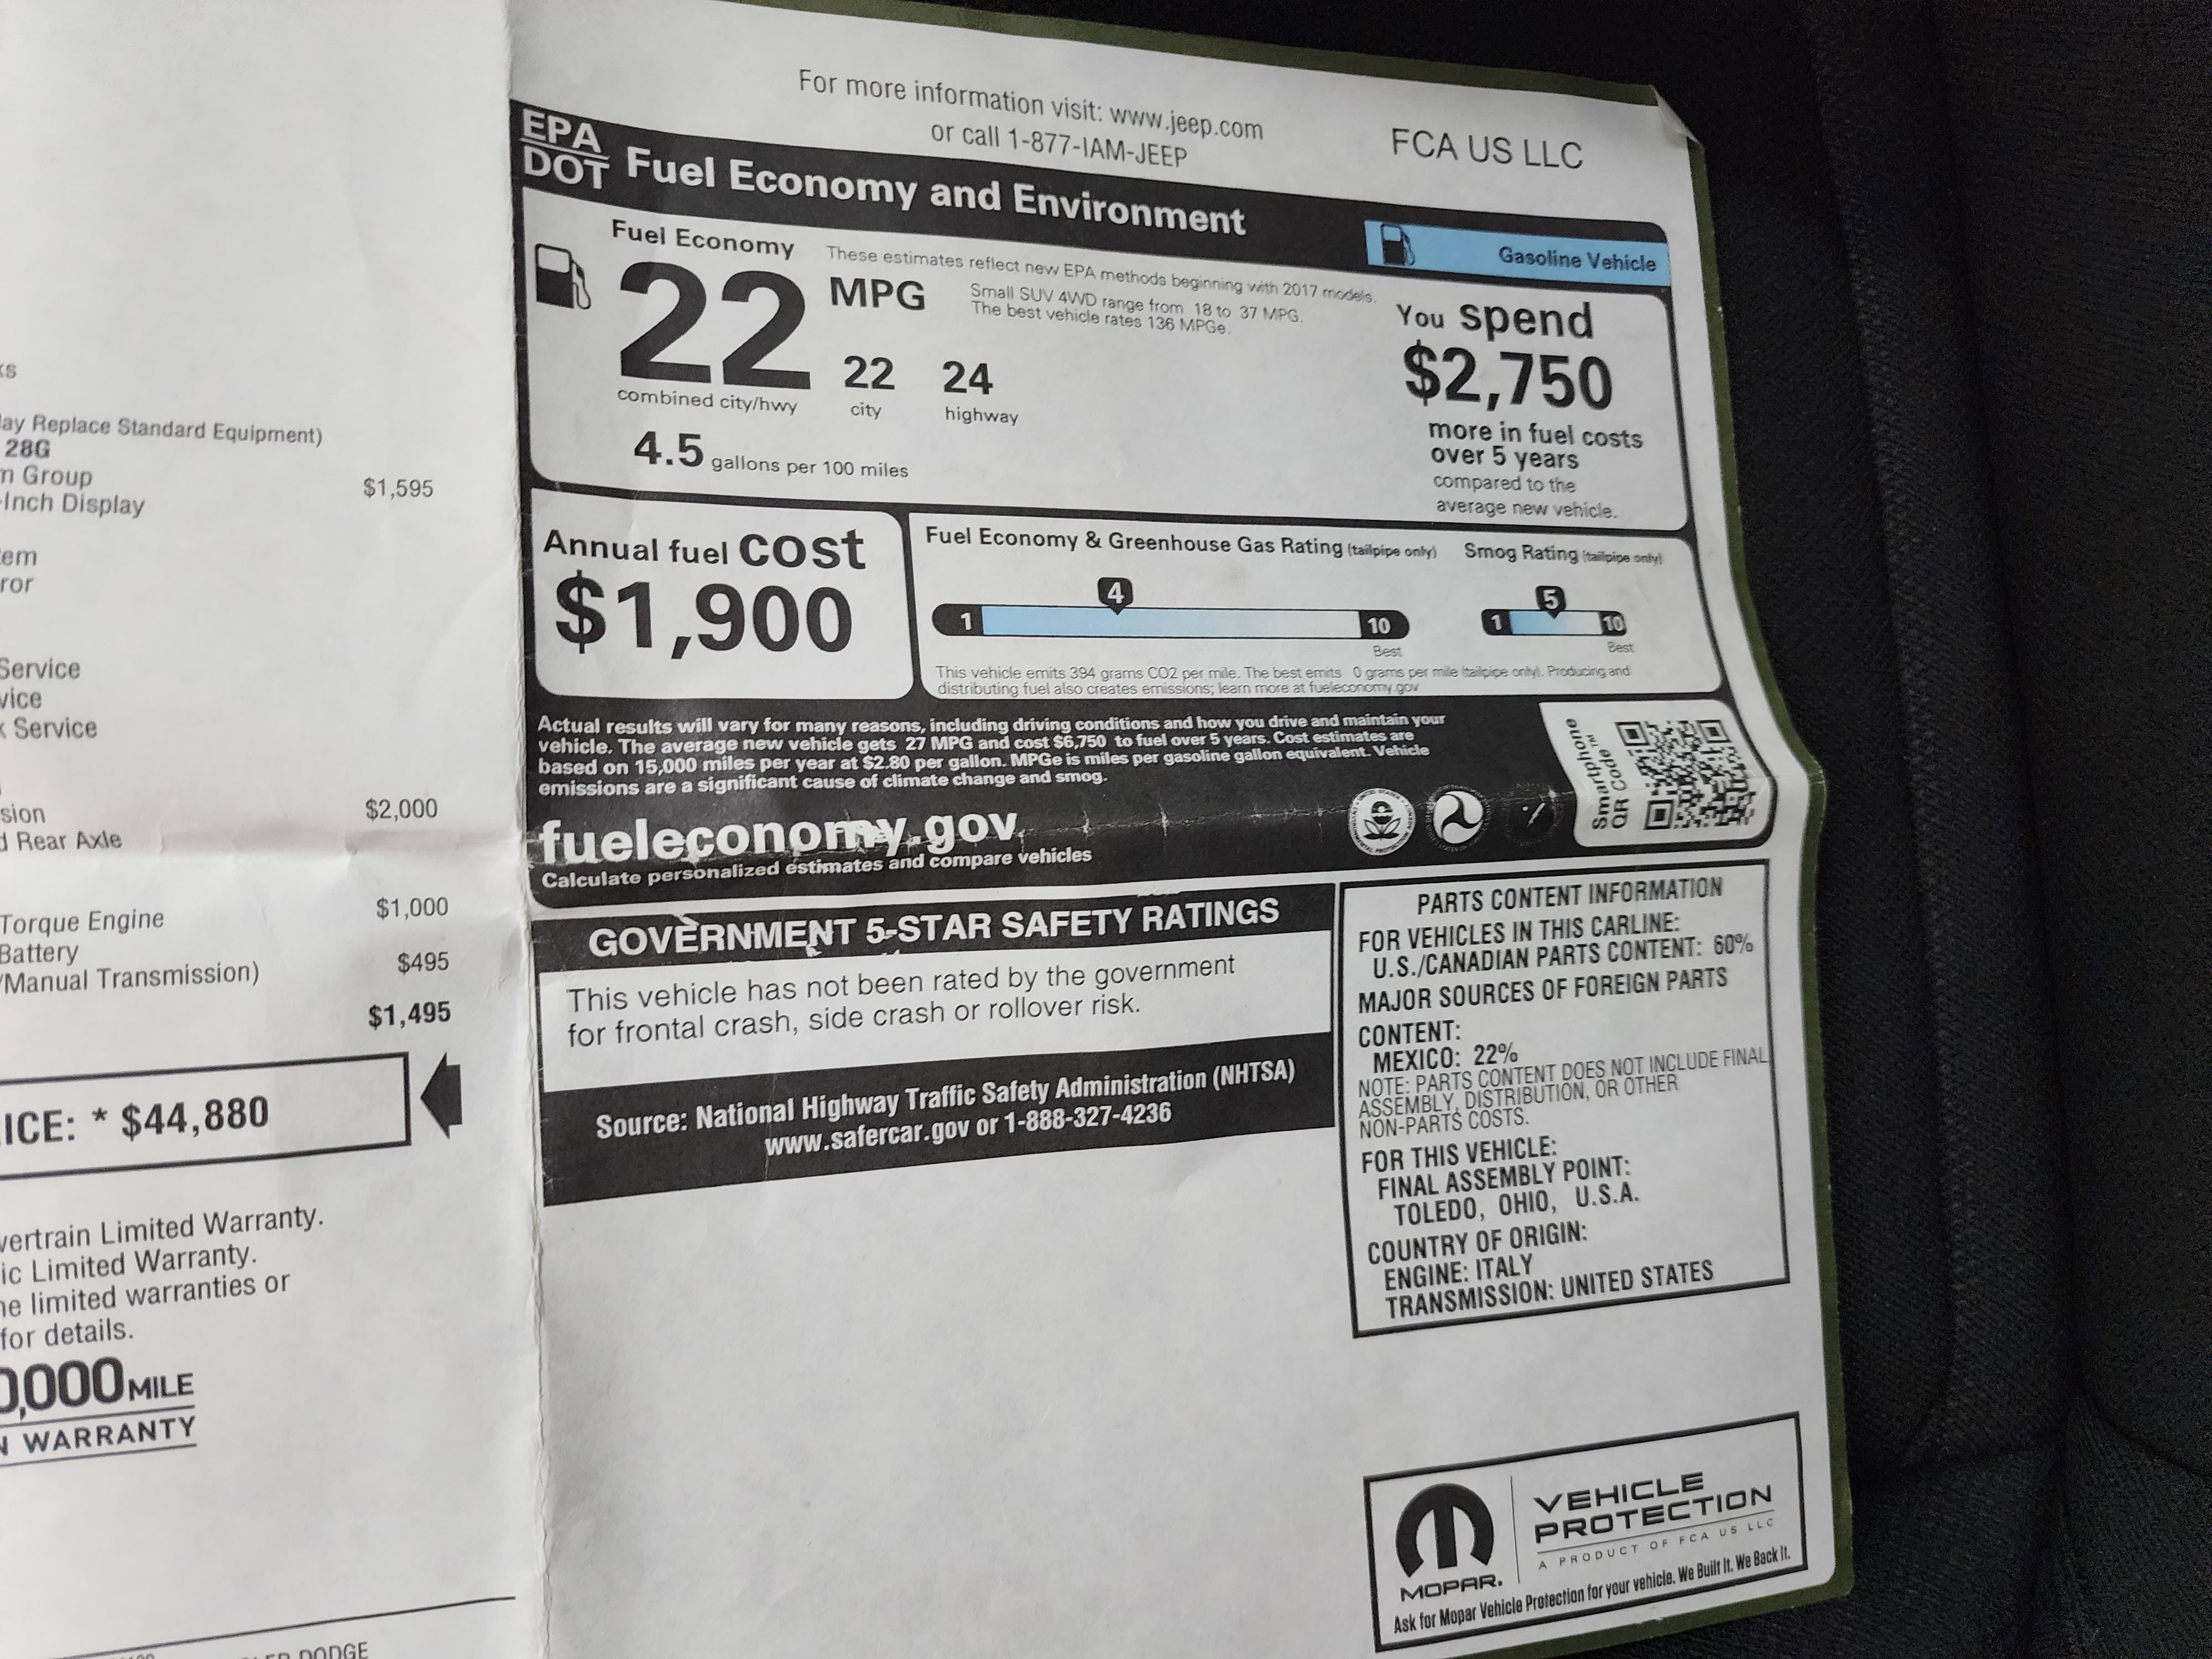 For more information visit: www.jeep.com
or call 1-877-IAM-JEEP
FCA US LLC
EPA
DOT
Fuel Economy and Environment
Gasoline Vehicle
Fuel Economy
These estimates reflect new EPA methods beginning with 2017 models.
22
MPG
Small SUV 4WD range from 18 to 37 MPG.
The best vehicle rates 136 MPGe.
combined city/hwy
22
city
24
highway
4.5 gallons per 100 miles
You spend
$2,750
more in fuel costs
over 5 years
compared to the
average new vehicle.
Annual fuel cost
$1,900
Fuel Economy & Greenhouse Gas Rating (tailpipe only)
4
1
10
Best
Smog Rating (tailpipe only)
5
1
10
Best
This vehicle emits 394 grams CO2 per mile. The best emits 0 grams per mile (tailpipe only). Producing and
distributing fuel also creates emissions; learn more at fueleconomy.gov
Actual results will vary for many reasons, including driving conditions and how you drive and maintain your
vehicle. The average new vehicle gets 27 MPG and cost $6,750 to fuel over 5 years. Cost estimates are
based on 15,000 miles per year at $2.80 per gallon. MPGe is miles per gasoline gallon equivalent. Vehicle
emissions are a significant cause of climate change and smog.
fueleconomy.gov
Calculate personalized estimates and compare vehicles
Smartphone
QR Code™
GOVERNMENT 5-STAR SAFETY RATINGS
This vehicle has not been rated by the government
for frontal crash, side crash or rollover risk.
Source: National Highway Traffic Safety Administration (NHTSA)
www.safercar.gov or 1-888-327-4236
PARTS CONTENT INFORMATION
FOR VEHICLES IN THIS CARLINE:
U.S./CANADIAN PARTS CONTENT: 60%
MAJOR SOURCES OF FOREIGN PARTS
CONTENT:
MEXICO: 22%
NOTE: PARTS CONTENT DOES NOT INCLUDE FINAL
ASSEMBLY, DISTRIBUTION, OR OTHER
NON-PARTS COSTS.
FOR THIS VEHICLE:
FINAL ASSEMBLY POINT:
TOLEDO, OHIO, U.S.A.
COUNTRY OF ORIGIN:
ENGINE: ITALY
TRANSMISSION: UNITED STATES
MOPAR.
VEHICLE
PROTECTION
A PRODUCT OF FCA US LLC
Ask for Mopar Vehicle Protection for your vehicle. We Built It. We Back It.
ay Replace Standard Equipment)
28G
Group
$1,595
-Inch Display
em
ror
Service
vice
Service
sion
$2,000
Rear Axle
Torque Engine
$1,000
Battery
$495
/Manual Transmission)
$1,495
ICE: * $44,880
vertrain Limited Warranty.
ic Limited Warranty.
he limited warranties or
for details.
0,000 MILE
WARRANTY
DODGE